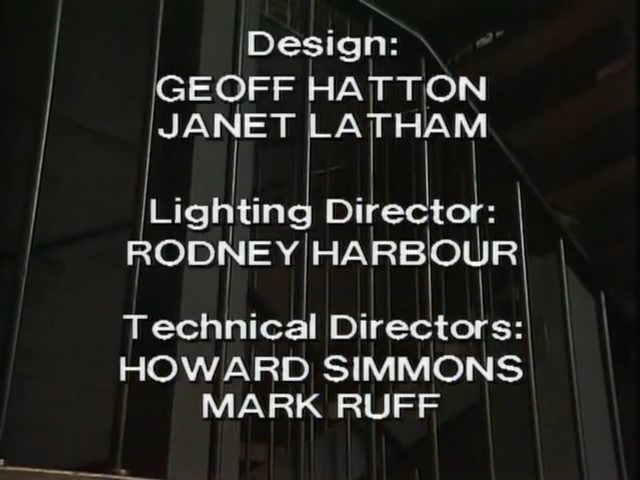 Design:
GEOFF HATTON
JANET LATHAM
Lighting Director:
RODNEY HARBOUR
Technical Directors:
HOWARD SIMMONS
MARK RUFF